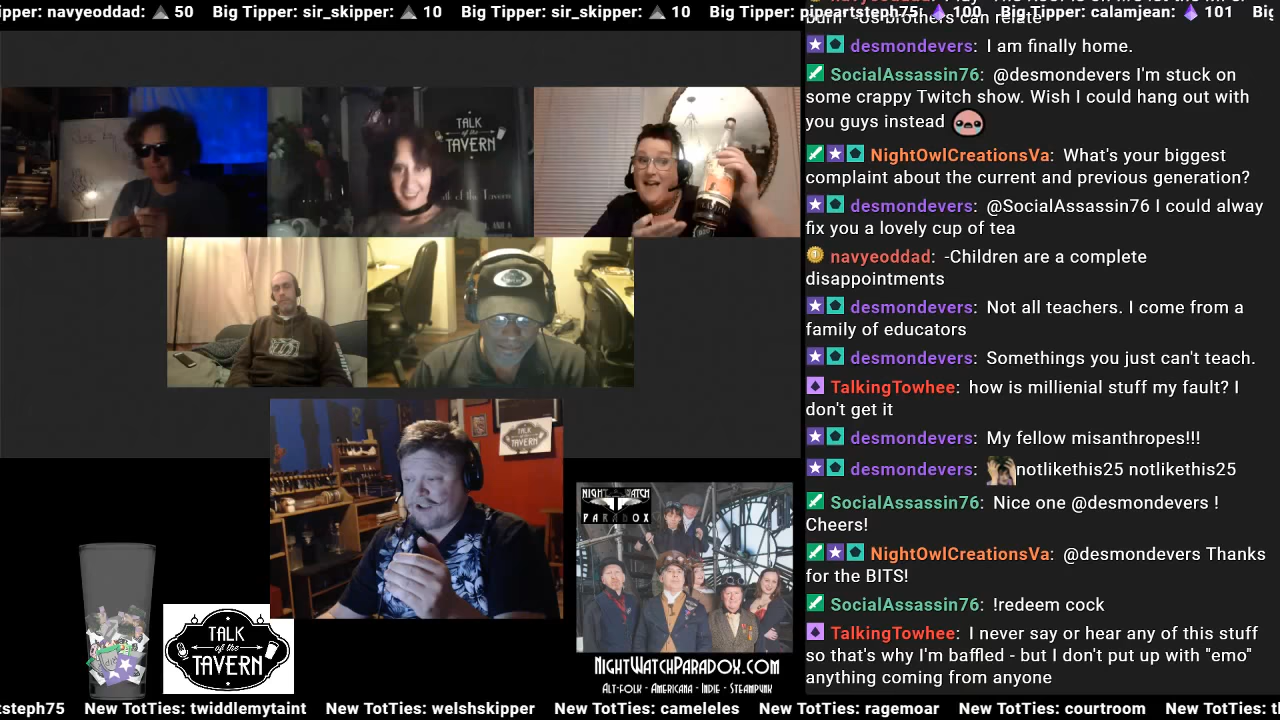 ipper: navyeoddad: 50 Big Tipper: sir_skipper: 10 Big Tipper: sir_skipper: 10 Big Tipper: Big Tipper: calamjean: 101
desmondevers: I am finally home.
SocialAssassin76: @desmondevers I'm stuck on
some crappy Twitch show. Wish I could hang out with
you guys instead
NightOwlCreationsVa: What's your biggest
complaint about the current and previous generation?
desmondevers: @SocialAssassin76 I could alway
fix you a lovely cup of tea
navyeoddad: -Children are a complete
disappointments
desmondevers: Not all teachers. I come from a
family of educators
desmondevers: Somethings you just can't teach.
TalkingTowhee: how is millienial stuff my fault? I
don't get it
desmondevers: My fellow misanthropes!!!
desmondevers: notlikethis25 notlikethis25
SocialAssassin76: Nice one @desmondevers !
Cheers!
NightOwlCreationsVa: @desmondevers Thanks
for the BITS!
SocialAssassin76: !redeem cock
TalkingTowhee: I never say or hear any of this stuff
so that's why I'm baffled - but I don't put up with "emo"
anything coming from anyone
TALK
of the
TAVERN
TALK
of the
TAVERN
NIGHT WATCH
PARADOX
TALK
of the
TAVERN
NightWatchParadox.com
Alt-folk - Americana - Indie - Steampunk
steph75 New TotTies: twiddlemytaint New TotTies: welshskipper New TotTies: cameleles New TotTies: ragemoar New TotTies: courtroom New TotTies: t